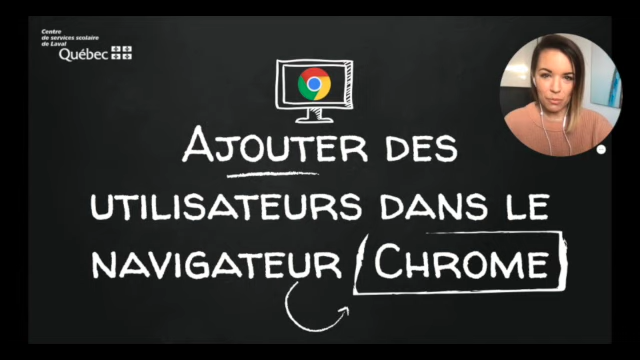 Centre
de services scolaire
de Laval
Québec
AJOUTER DES
UTILISATEURS DANS LE
NAVIGATEUR CHROME